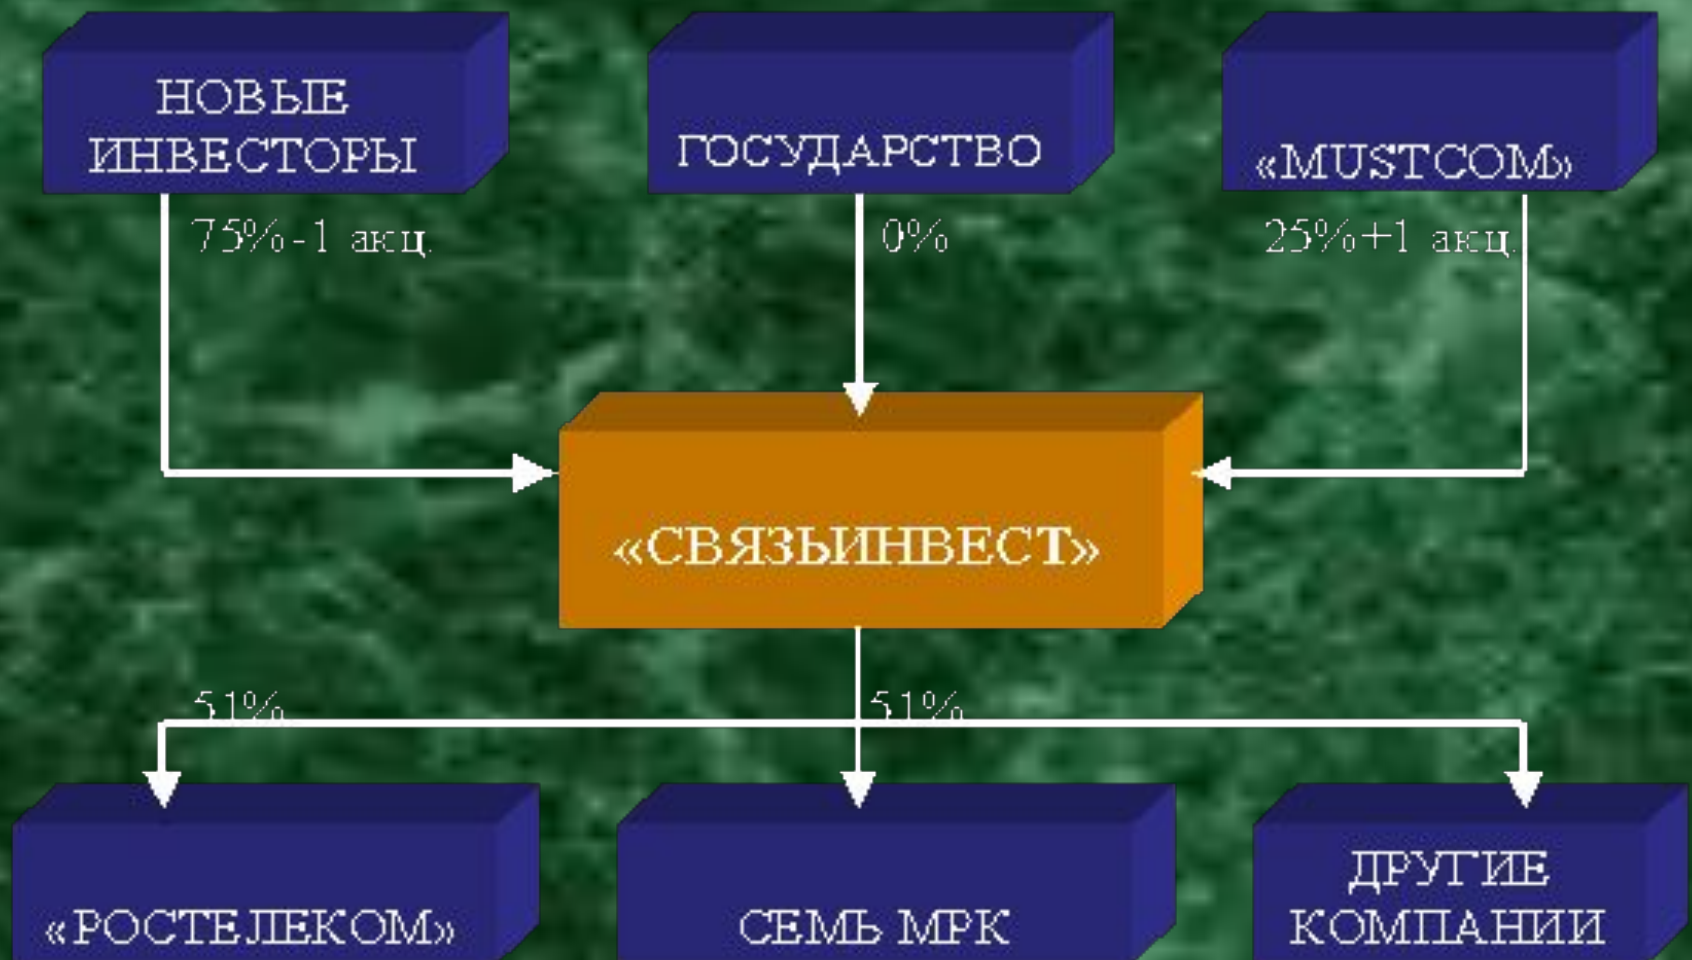 НОВЫЕ
ИНВЕСТОРЫ
ГОСУДАРСТВО
«MUSTCOM»
75%-1 акц.
0%
25%+1 акц.
«СВЯЗЬИНВЕСТ»
51%
51%
«РОСТЕЛЕКОМ»
СЕМЬ МРК
ДРУГИЕ
КОМПАНИИ